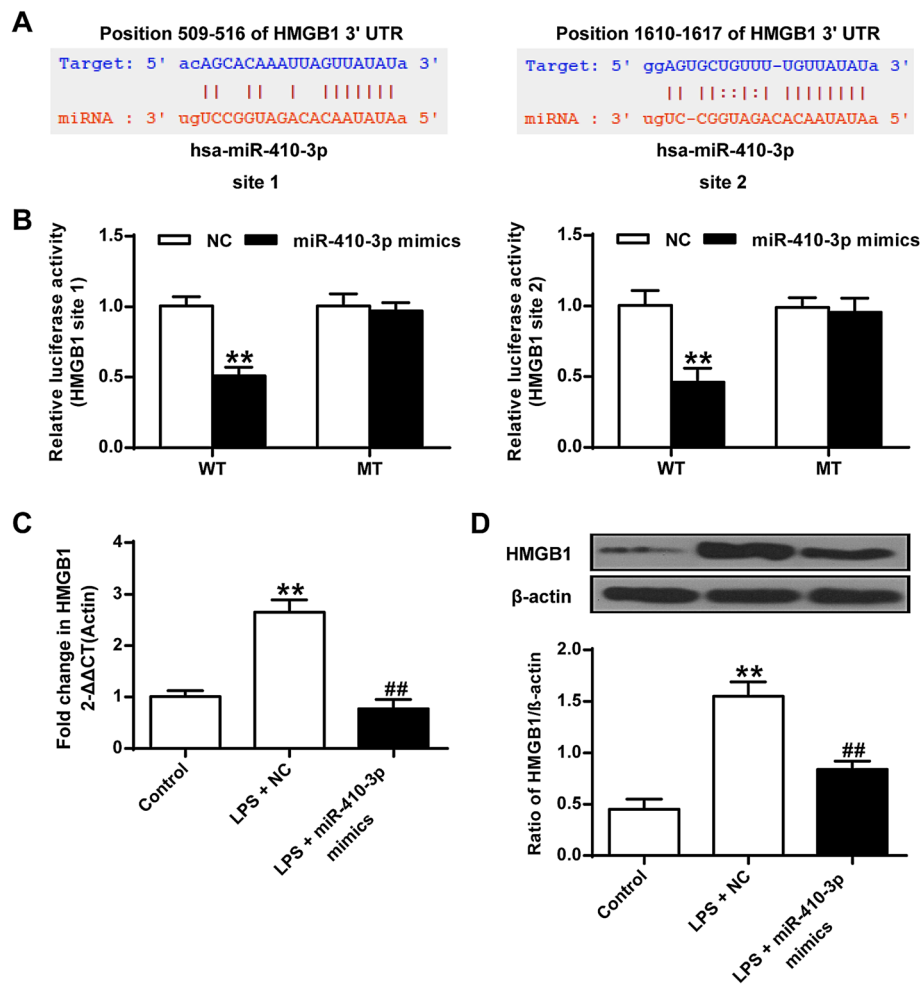 A
Position 509-516 of HMGB1 3' UTR
Target: 5' acAGCACAAAUUAGUUAUAUa 3'
|| || | |||||||
miRNA : 3' ugUCCGGUAGACACAAUAUAa 5'
hsa-miR-410-3p
site 1
Position 1610-1617 of HMGB1 3' UTR
Target: 5' ggAGUGCUGUUU-UGUUAUAUa 3'
|| ||::|:| ||||||||
miRNA : 3' ugUC-CGGUAGACACAAUAUAa 5'
hsa-miR-410-3p
site 2
B
Relative luciferase activity
(HMGB1 site 1)
NC miR-410-3p mimics
1.5
1.0
0.5
0.0
**
WT MT
Relative luciferase activity
(HMGB1 site 2)
NC miR-410-3p mimics
1.5
1.0
0.5
0.0
**
WT MT
C
Fold change in HMGB1
2-ΔΔCT(Actin)
4
3
2
1
0
**
##
Control
LPS + NC
LPS + miR-410-3p
mimics
D
HMGB1
β-actin
Ratio of HMGB1/ß-actin
2.0
1.5
1.0
0.5
0.0
**
##
Control
LPS + NC
LPS + miR-410-3p
mimics